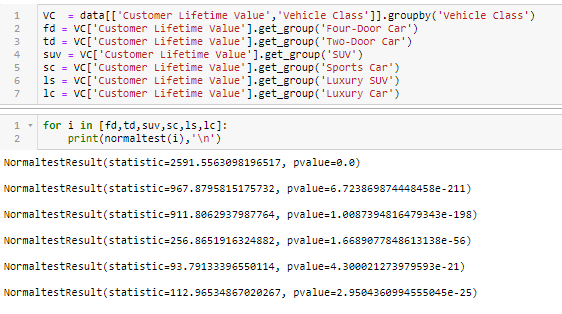 1 VC  = data[['Customer Lifetime Value','Vehicle Class']].groupby('Vehicle Class')
2 fd = VC['Customer Lifetime Value'].get_group('Four-Door Car')
3 td = VC['Customer Lifetime Value'].get_group('Two-Door Car')
4 suv = VC['Customer Lifetime Value'].get_group('SUV')
5 sc = VC['Customer Lifetime Value'].get_group('Sports Car')
6 ls = VC['Customer Lifetime Value'].get_group('Luxury SUV')
7 lc = VC['Customer Lifetime Value'].get_group('Luxury Car')
1 for i in [fd,td,suv,sc,ls,lc]:
2     print(normaltest(i),'\n')
NormaltestResult(statistic=2591.5563098196517, pvalue=0.0)
NormaltestResult(statistic=967.8795815175732, pvalue=6.723869874448458e-211)
NormaltestResult(statistic=911.8062937987764, pvalue=1.0087394816479343e-198)
NormaltestResult(statistic=256.8651916324882, pvalue=1.6689077848613138e-56)
NormaltestResult(statistic=93.79133396550114, pvalue=4.300021273979593e-21)
NormaltestResult(statistic=112.96534867020267, pvalue=2.9504360994555045e-25)